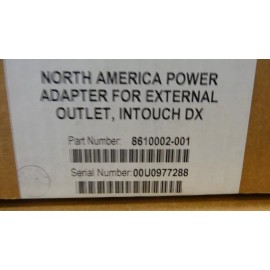 NORTH AMERICA POWER
ADAPTER FOR EXTERNAL
OUTLET, INTOUCH DX
Part Number: 8610002-001
Serial Number: 00U0977288